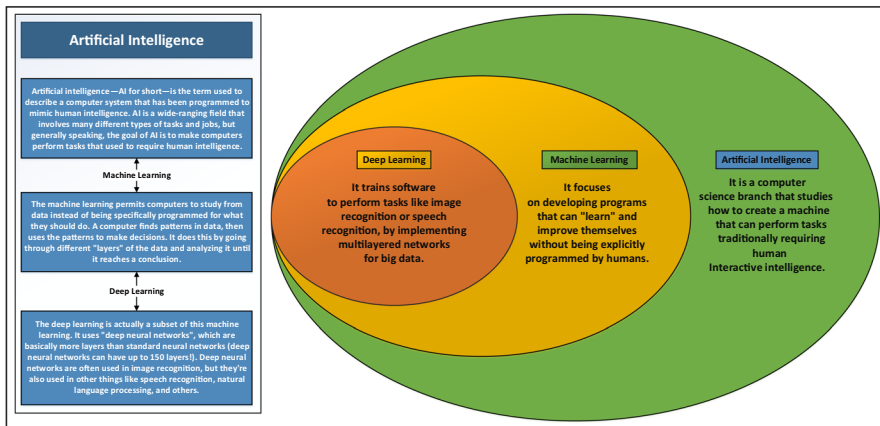 Artificial Intelligence
Artificial intelligence—AI for short—is the term used to
describe a computer system that has been programmed to
mimic human intelligence. AI is a wide-ranging field that
involves many different types of tasks and jobs, but
generally speaking, the goal of AI is to make computers
perform tasks that used to require human intelligence.
Machine Learning
The machine learning permits computers to study from
data instead of being specifically programmed for what
they should do. A computer finds patterns in data, then
uses the patterns to make decisions. It does this by going
through different "layers" of the data and analyzing it until
it reaches a conclusion.
Deep Learning
The deep learning is actually a subset of this machine
learning. It uses "deep neural networks", which are
basically more layers than standard neural networks (deep
neural networks can have up to 150 layers!). Deep neural
networks are often used in image recognition, but they're
also used in other things like speech recognition, natural
language processing, and others.
Deep Learning
It trains software
to perform tasks like image
recognition or speech
recognition, by implementing
multilayered networks
for big data.
Machine Learning
It focuses
on developing programs
that can "learn" and
improve themselves
without being explicitly
programmed by humans.
Artificial Intelligence
It is a computer
science branch that studies
how to create a machine
that can perform tasks
traditionally requiring
human
Interactive intelligence.